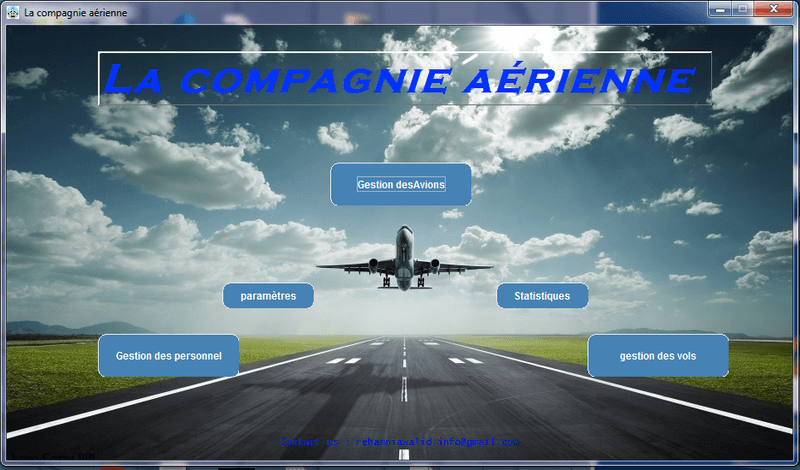 La compagnie aérienne
La compagnie aérienne
Gestion desAvions
paramètres
Statistiques
Gestion des personnel
gestion des vols
Contact us : rehanniawalid.info@gmail.com